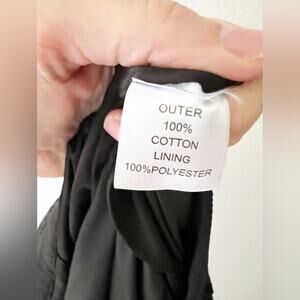 OUTER
100%
COTTON
LINING
100%POLYESTER